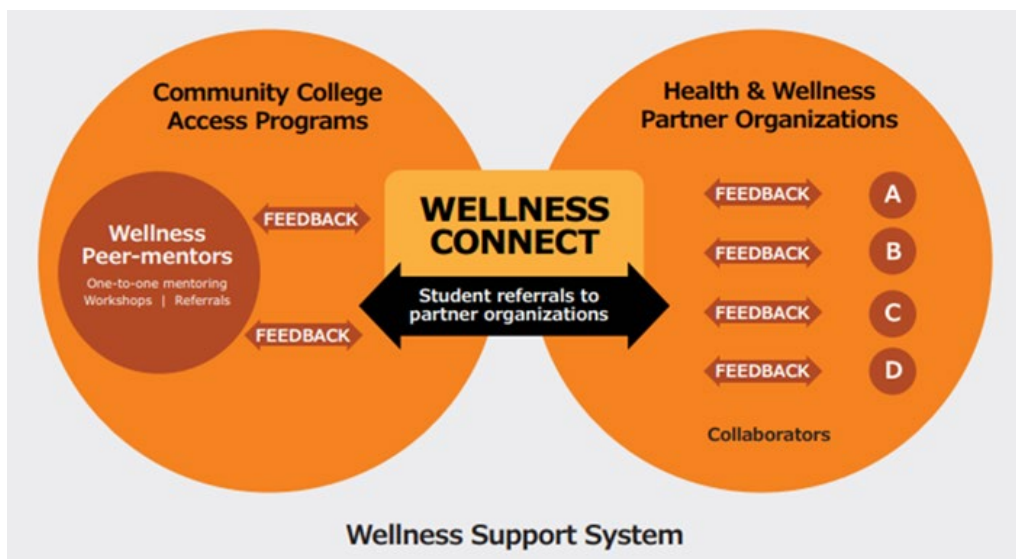 Community College
Access Programs
Wellness
Peer-mentors
One-to-one mentoring
Workshops | Referrals
FEEDBACK
FEEDBACK
WELLNESS
CONNECT
Student referrals to
partner organizations
Health & Wellness
Partner Organizations
FEEDBACK A
FEEDBACK B
FEEDBACK C
FEEDBACK D
Collaborators
Wellness Support System